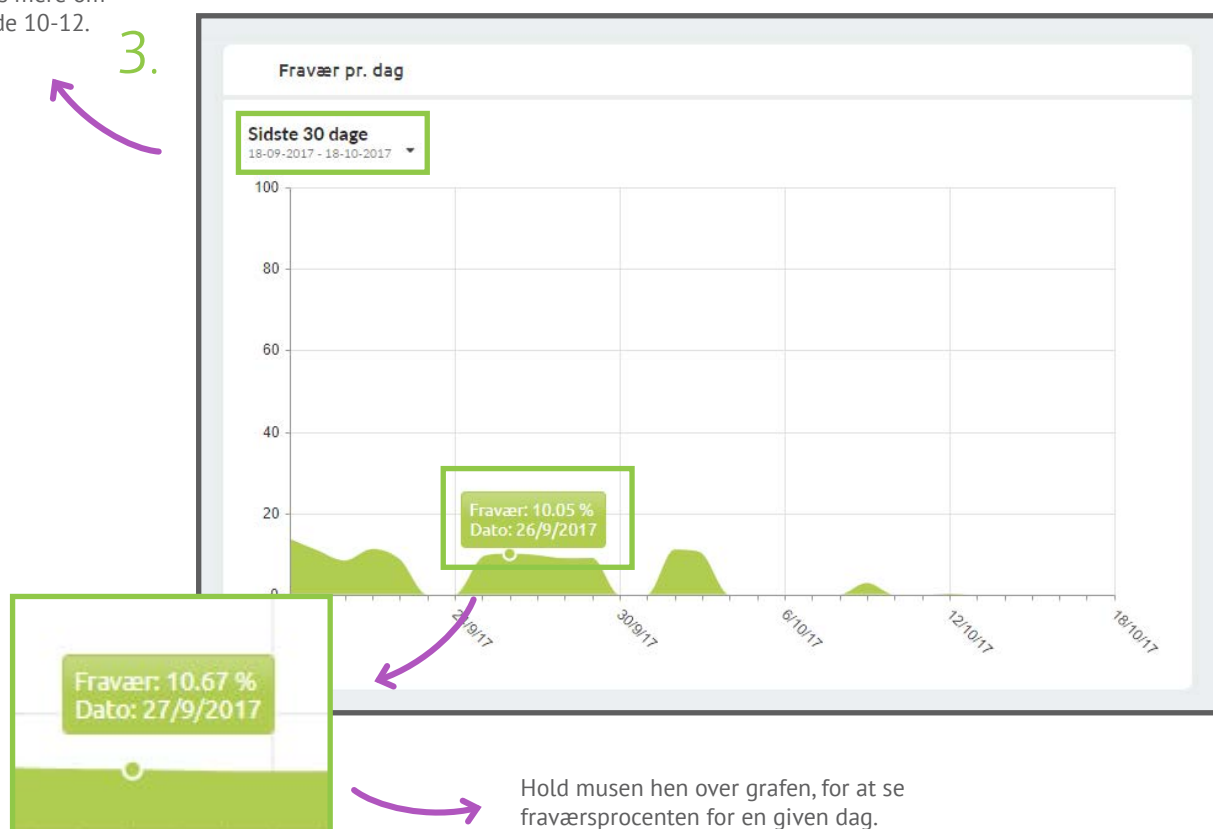 de 10-12.
3.
Fravær pr. dag
Sidste 30 dage
18-09-2017 - 18-10-2017
100
80
60
40
20
0
Fravær: 10.05 %
Dato: 26/9/2017
30/9/17
6/10/17
12/10/17
18/10/17
Fravær: 10.67 %
Dato: 27/9/2017
Hold musen hen over grafen, for at se
fraværsprocenten for en given dag.